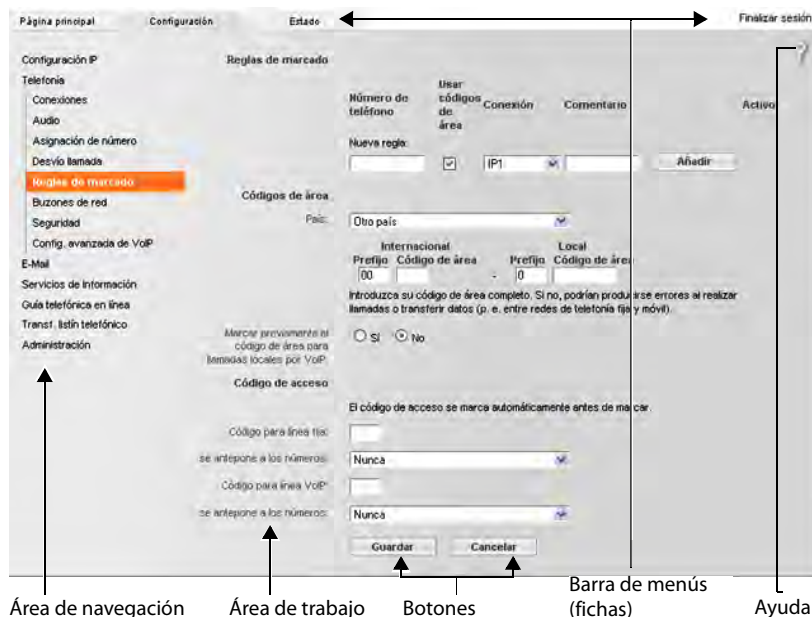 Página principal Configuración Estado Finalizar sesión
Configuración IP
Telefonía
Conexiones
Audio
Asignación de número
Desvío llamada
Reglas de marcado
Buzones de red
Seguridad
Config. avanzada de VoIP
E-Mail
Servicios de Información
Guía telefónica en línea
Transf. listín telefónico
Administración
Reglas de marcado
Número de teléfono Usar códigos de área Conexión Comentario Activo
Nueva regla:
IP1 Añadir
Códigos de área
País: Otro país
Internacional Local
Prefijo Código de área Prefijo Código de área
00 - 0
Introduzca su código de área completo. Si no, podrían producirse errores al realizar
llamadas o transferir datos (p. e. entre redes de telefonía fija y móvil).
Marcar previamente el
código de área para
llamadas locales por VoIP:
Sí No
Código de acceso
El código de acceso se marca automáticamente antes de marcar.
Código para línea fija:
se antepone a los números: Nunca
Código para línea VoIP:
se antepone a los números: Nunca
Guardar Cancelar
Área de navegación Área de trabajo Botones Barra de menús
(fichas) Ayuda